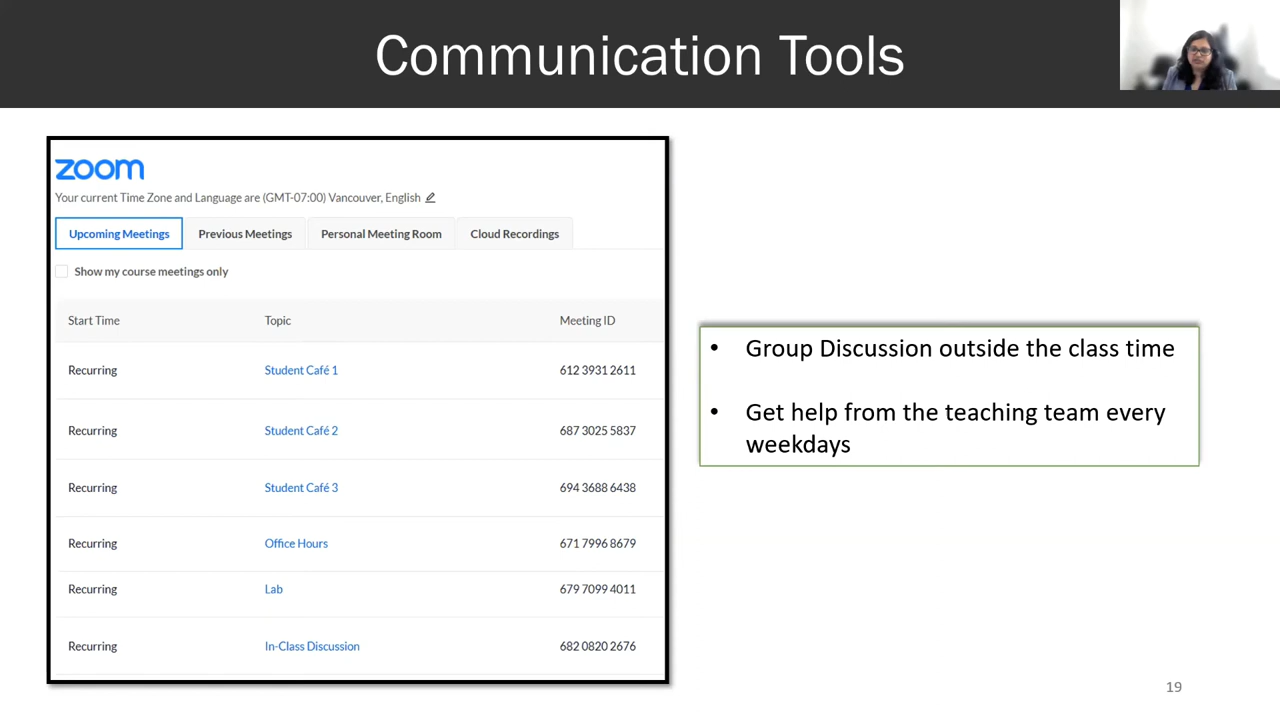 Communication Tools
zoom
Your current Time Zone and Language are (GMT-07:00) Vancouver, English
Upcoming Meetings Previous Meetings Personal Meeting Room Cloud Recordings
Show my course meetings only
Start Time Topic Meeting ID
Recurring Student Café 1 612 3931 2611
Recurring Student Café 2 687 3025 5837
Recurring Student Café 3 694 3688 6438
Recurring Office Hours 671 7996 8679
Recurring Lab 679 7099 4011
Recurring In-Class Discussion 682 0820 2676
• Group Discussion outside the class time
• Get help from the teaching team every
weekdays
19